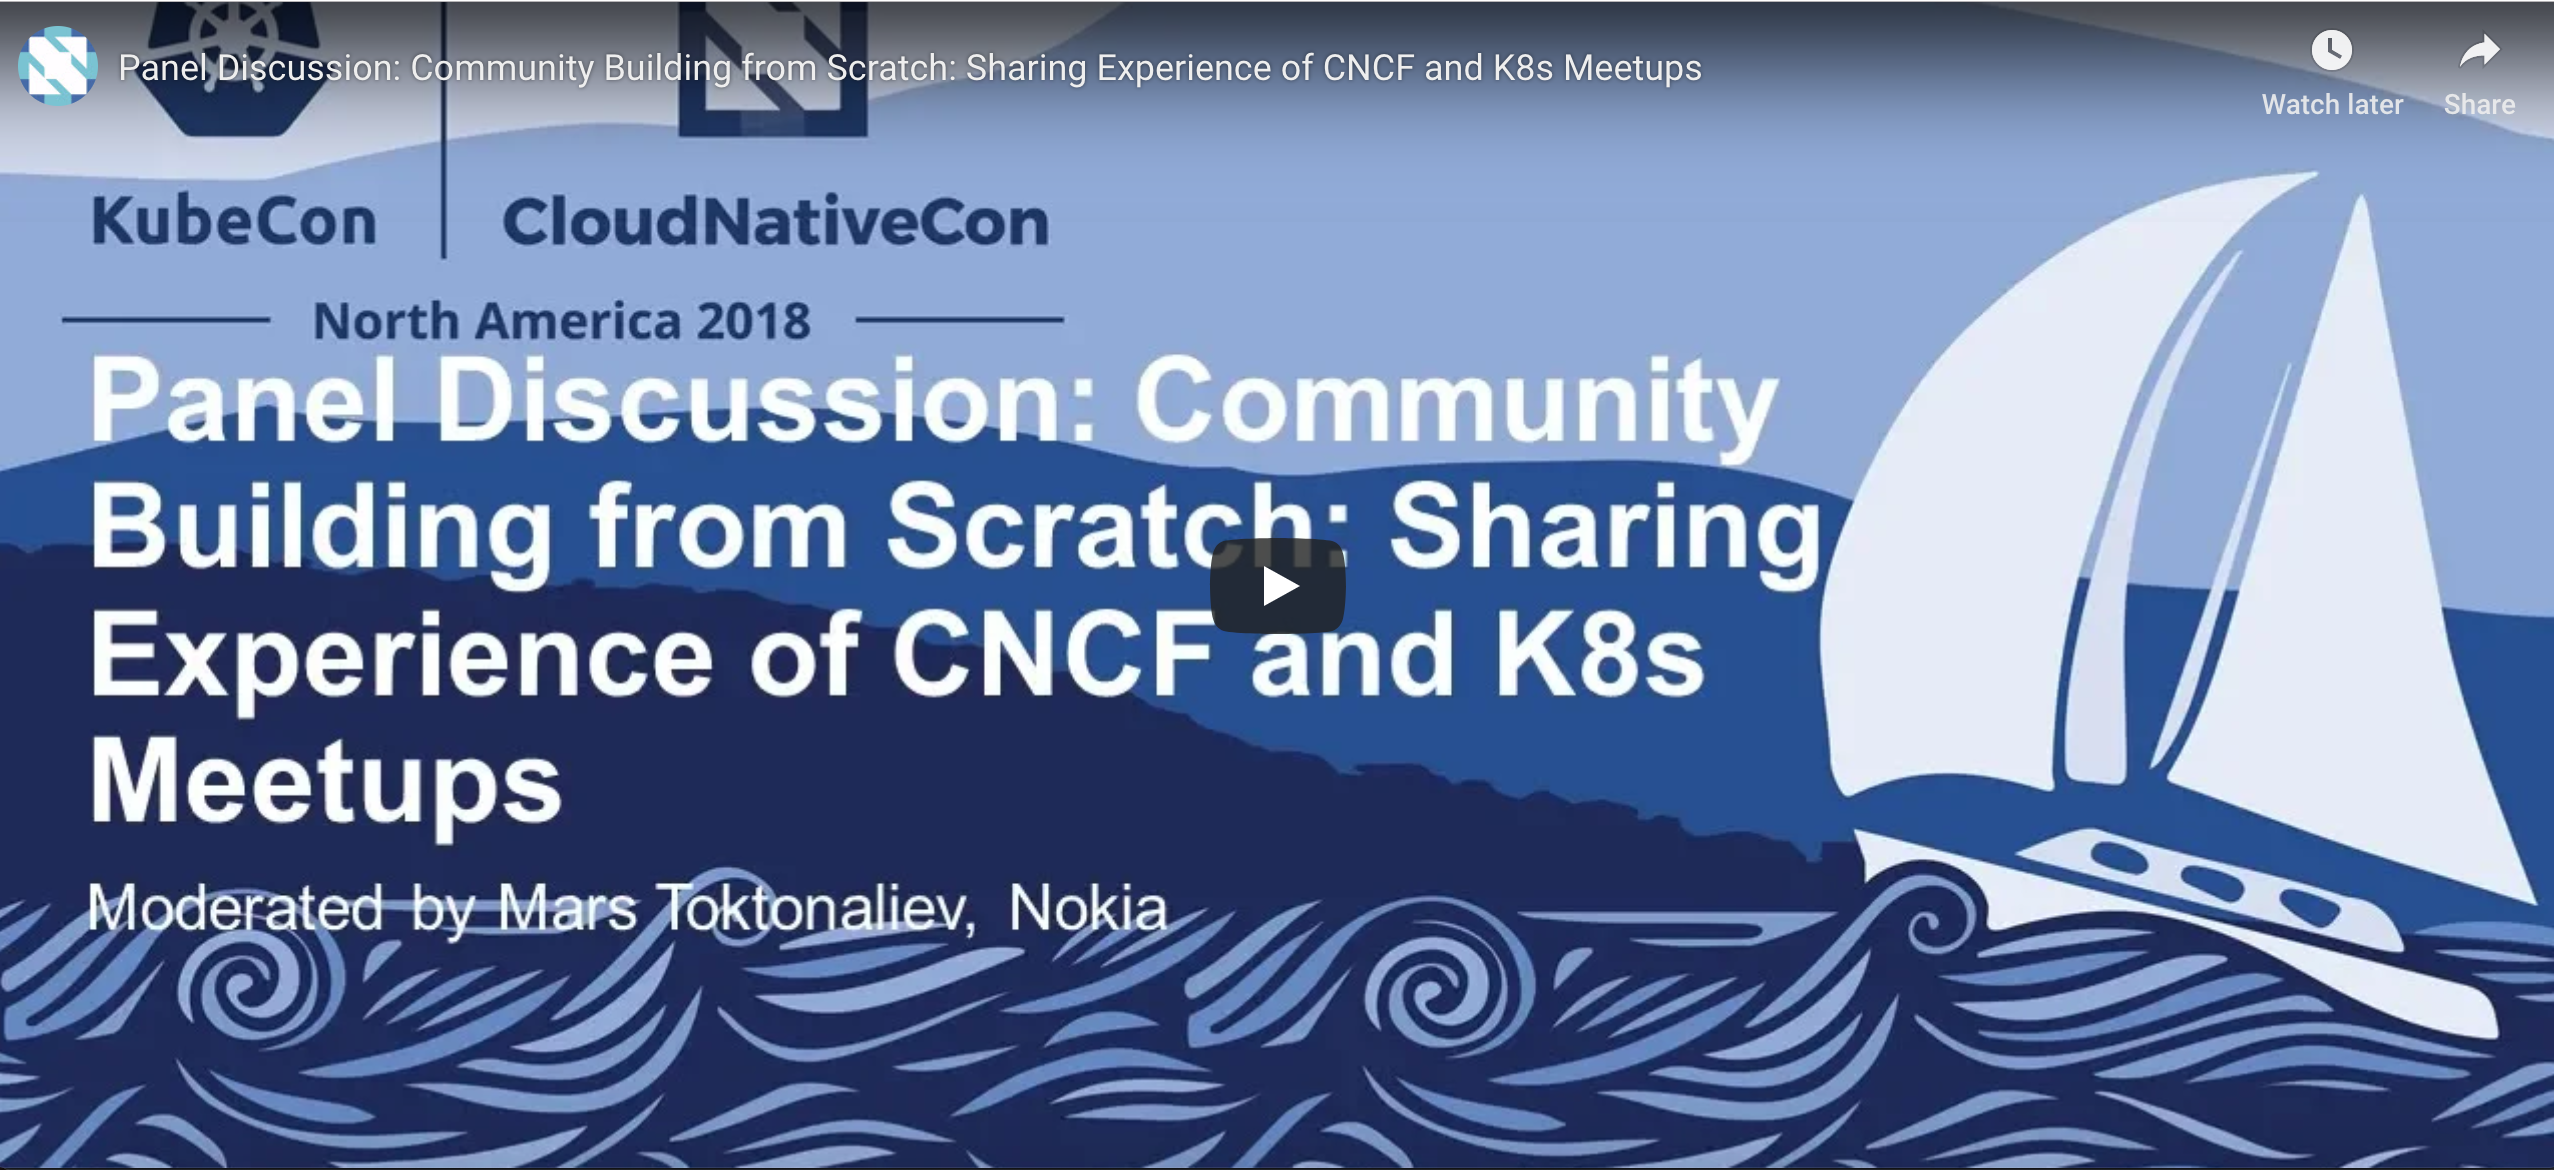 Panel Discussion: Community Building from Scratch: Sharing Experience of CNCF and K8s Meetups
Watch later
Share
KubeCon
CloudNativeCon
North America 2018
Panel Discussion: Community
Building from Scratch: Sharing
Experience of CNCF and K8s
Meetups
Moderated by Mars Toktonaliev, Nokia